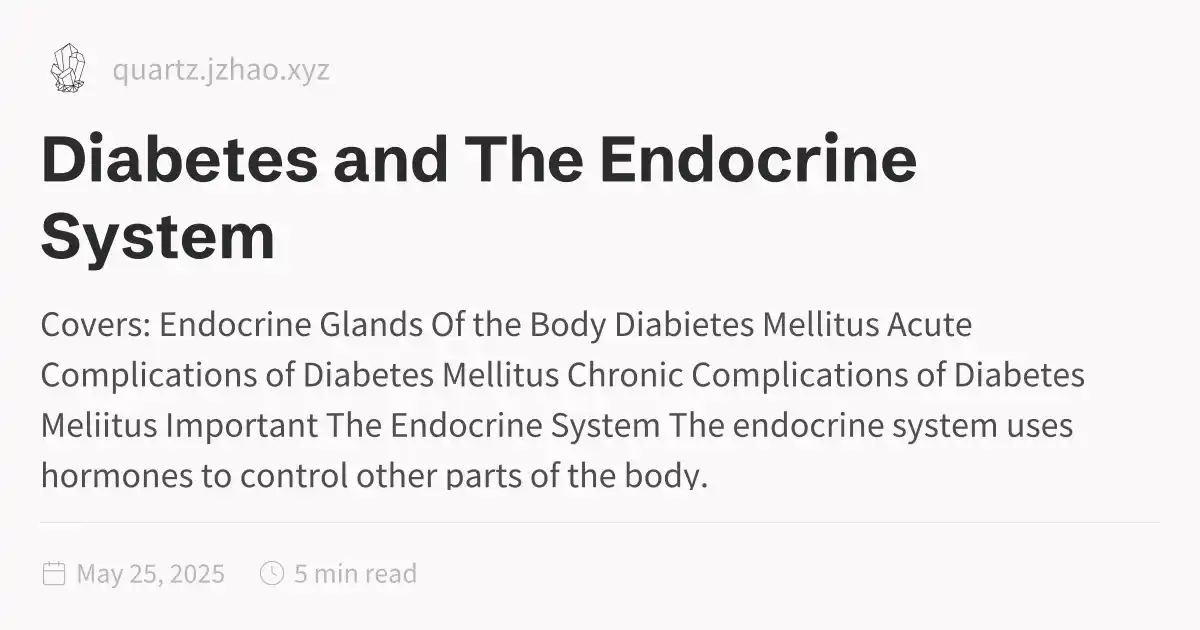 quartz.jzhao.xyz
Diabetes and The Endocrine
System
Covers: Endocrine Glands Of the Body Diabietes Mellitus Acute
Complications of Diabetes Mellitus Chronic Complications of Diabetes
Meliitus Important The Endocrine System The endocrine system uses
hormones to control other parts of the body.
May 25, 2025 5 min read